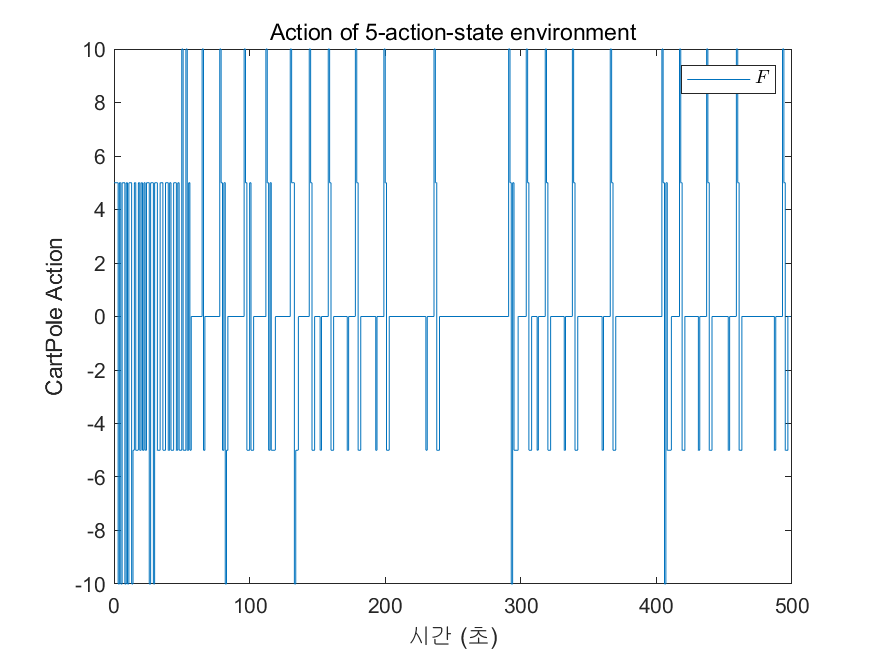 Action of 5-action-state environment
F
CartPole Action
10
8
6
4
2
0
-2
-4
-6
-8
-10
0 100 200 300 400 500
시간 (초)